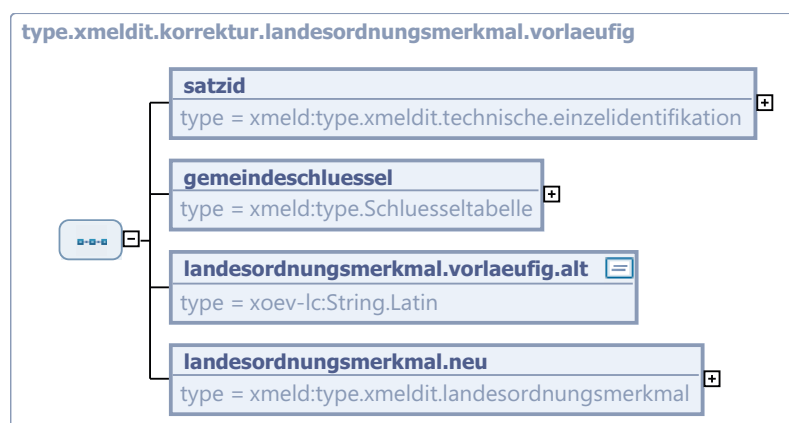 type.xmeldit.korrektur.landesordnungsmerkmal.vorlaeufig
satzid
type = xmeld:type.xmeldit.technische.einzelidentifikation
gemeindeschluessel
type = xmeld:type.Schluesseltabelle
landesordnungsmerkmal.vorlaeufig.alt
type = xoev-lc:String.Latin
landesordnungsmerkmal.neu
type = xmeld:type.xmeldit.landesordnungsmerkmal